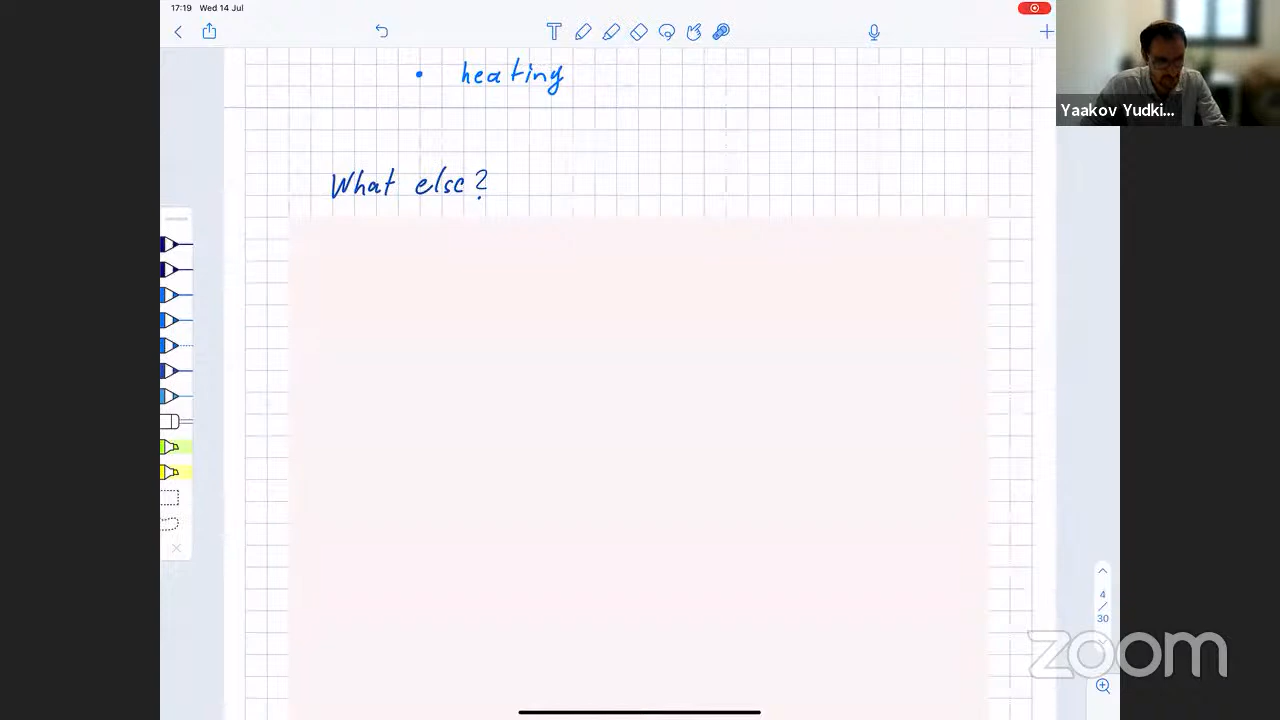 17:19 Wed 14 Jul
T
• heating
Yaakov Yudki...
What else?
4
/
30
zoom